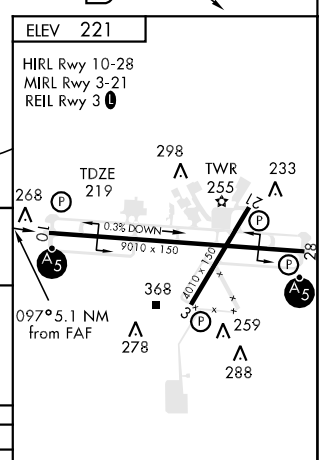 ELEV 221
HIRL Rwy 10-28
MIRL Rwy 3-21
REIL Rwy 3 L
298
TWR
255
233
TDZE
219
268
P
21
P
0.3% DOWN
9010 x 150
10
28
P
A5
A5
4010 x 150
368
3
P
259
097° 5.1 NM
from FAF
278
288